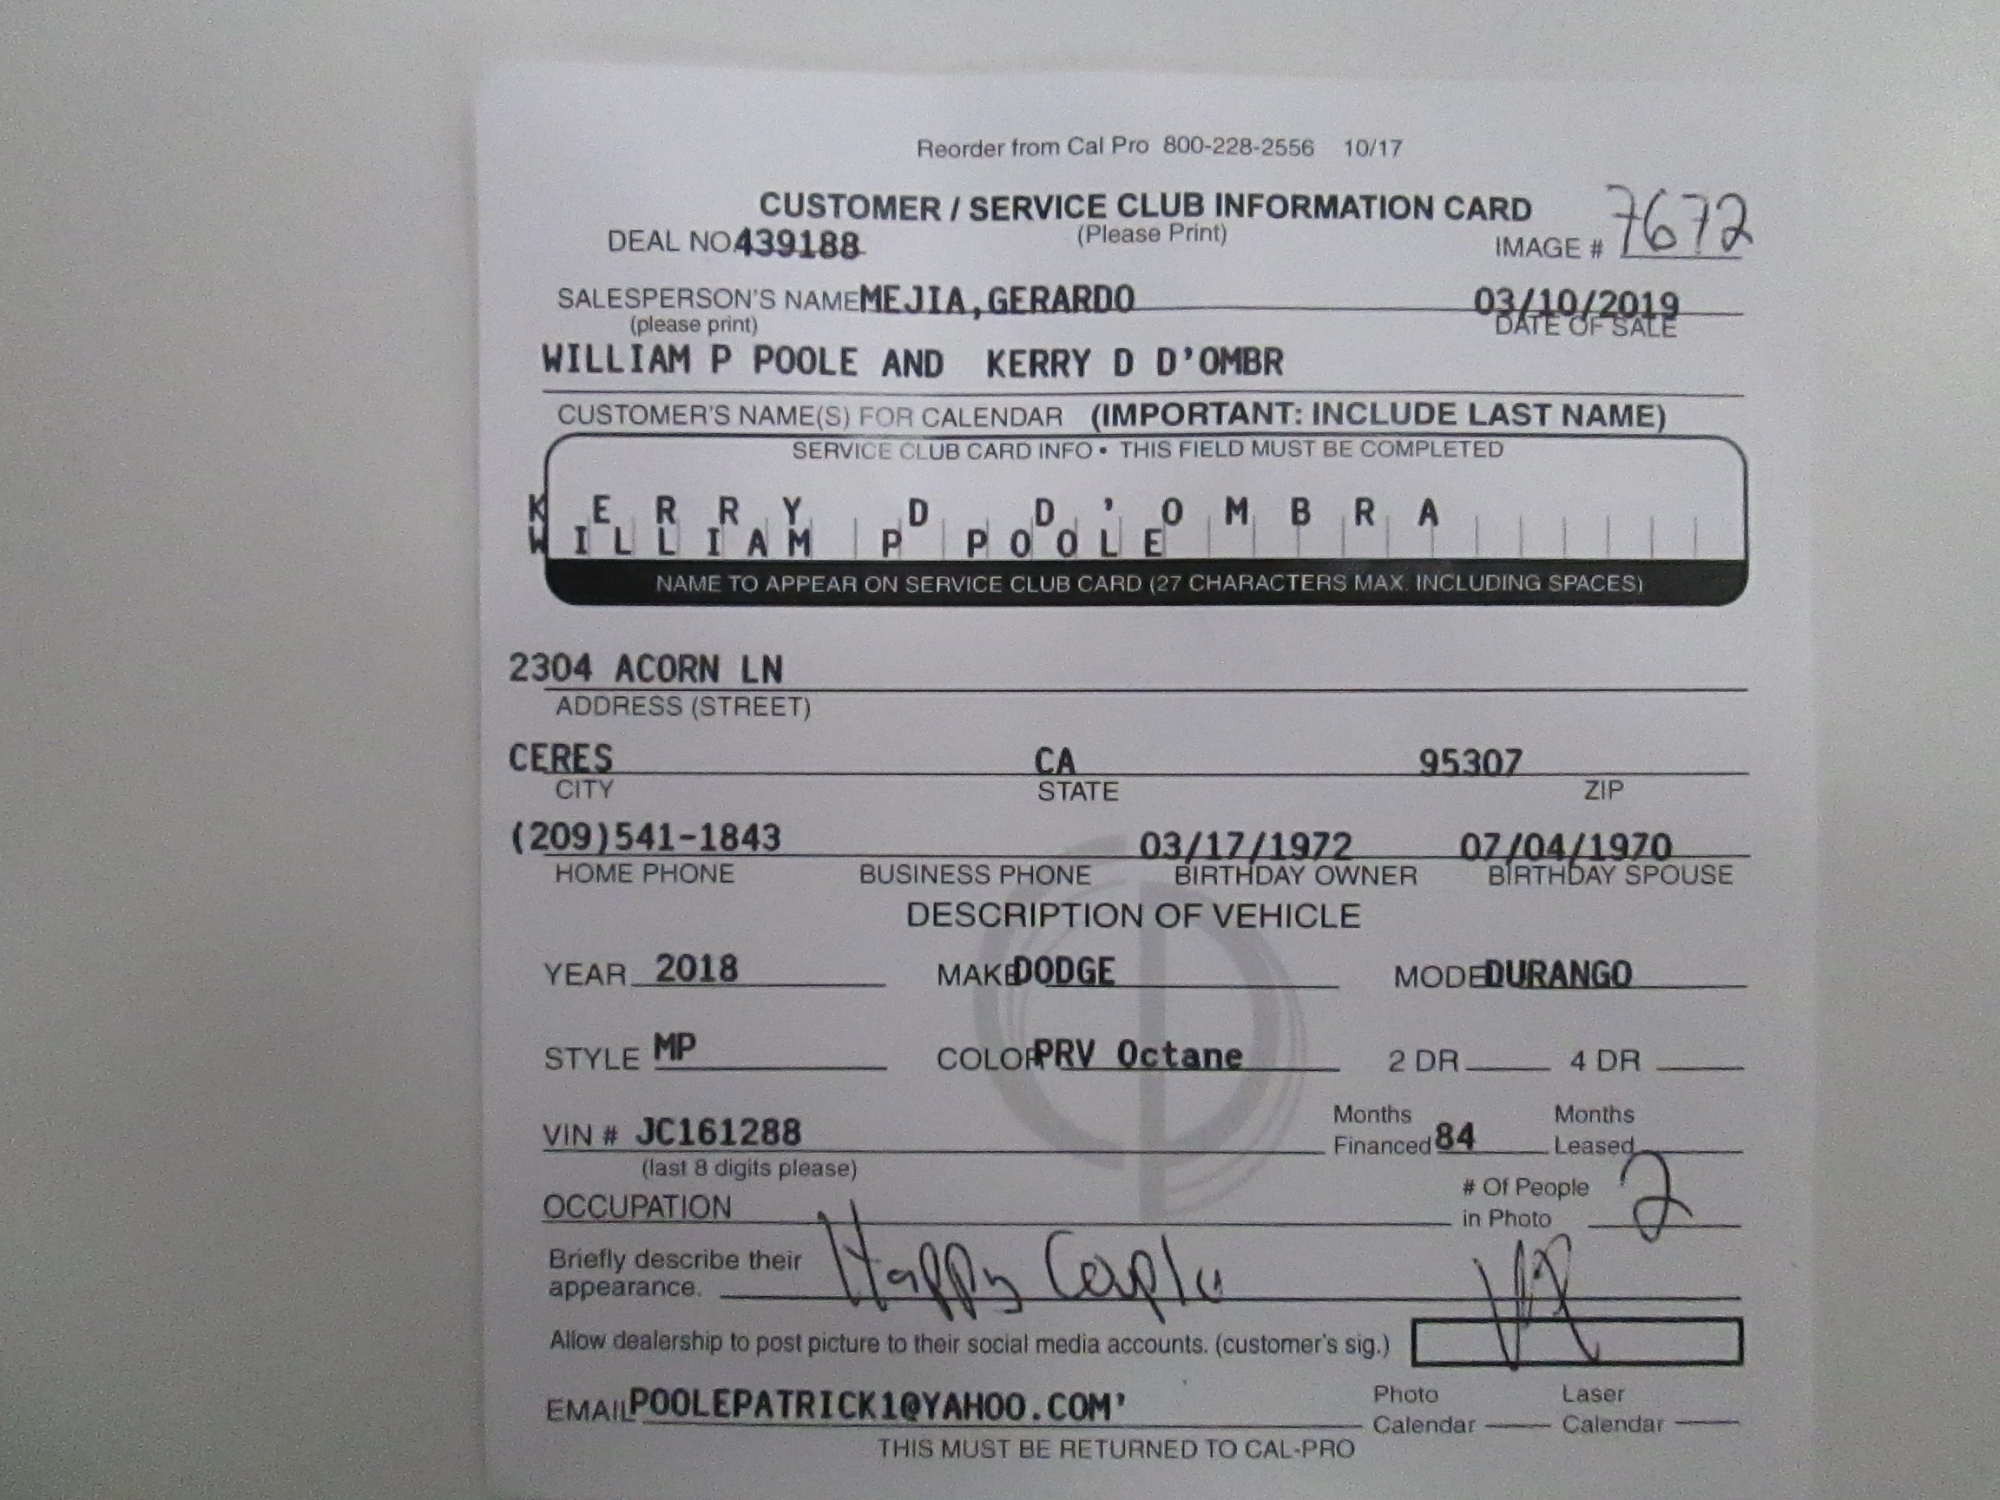 Reorder from Cal Pro 800-228-2556 10/17
CUSTOMER / SERVICE CLUB INFORMATION CARD
(Please Print)
DEAL NO. 439188
IMAGE # 7672
SALESPERSON'S NAME MEJIA,GERARDO 03/10/2019
(please print) DATE OF SALE
WILLIAM P POOLE AND KERRY D D'OMBR
CUSTOMER'S NAME(S) FOR CALENDAR (IMPORTANT: INCLUDE LAST NAME)
SERVICE CLUB CARD INFO • THIS FIELD MUST BE COMPLETED
KERRY D D'OMBRA
WILLIAM P POOLE
NAME TO APPEAR ON SERVICE CLUB CARD (27 CHARACTERS MAX. INCLUDING SPACES)
2304 ACORN LN
ADDRESS (STREET)
CERES CA 95307
CITY STATE ZIP
(209)541-1843 03/17/1972 07/04/1970
HOME PHONE BUSINESS PHONE BIRTHDAY OWNER BIRTHDAY SPOUSE
DESCRIPTION OF VEHICLE
YEAR 2018 MAKE DODGE MODEL DURANGO
STYLE MP COLOR PRV Octane 2 DR 4 DR
VIN # JC161288 Months Financed 84 Months Leased
(last 8 digits please)
OCCUPATION # Of People in Photo 2
Briefly describe their appearance. Happy Couple
Allow dealership to post picture to their social media accounts. (customer's sig.)
EMAIL POOLEPATRICK1@YAHOO.COM' Photo Calendar Laser Calendar
THIS MUST BE RETURNED TO CAL-PRO